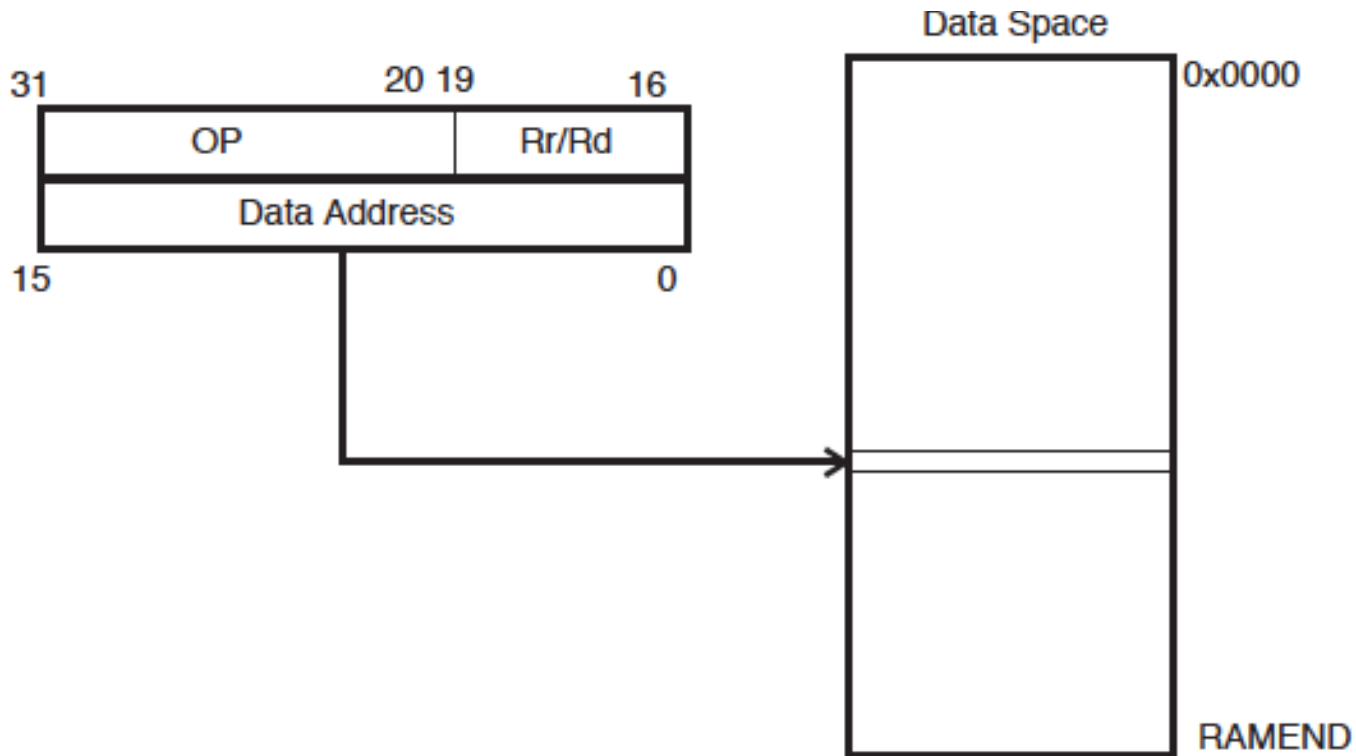 Data Space
31 20 19 16
0x0000
OP Rr/Rd
Data Address
15 0
RAMEND